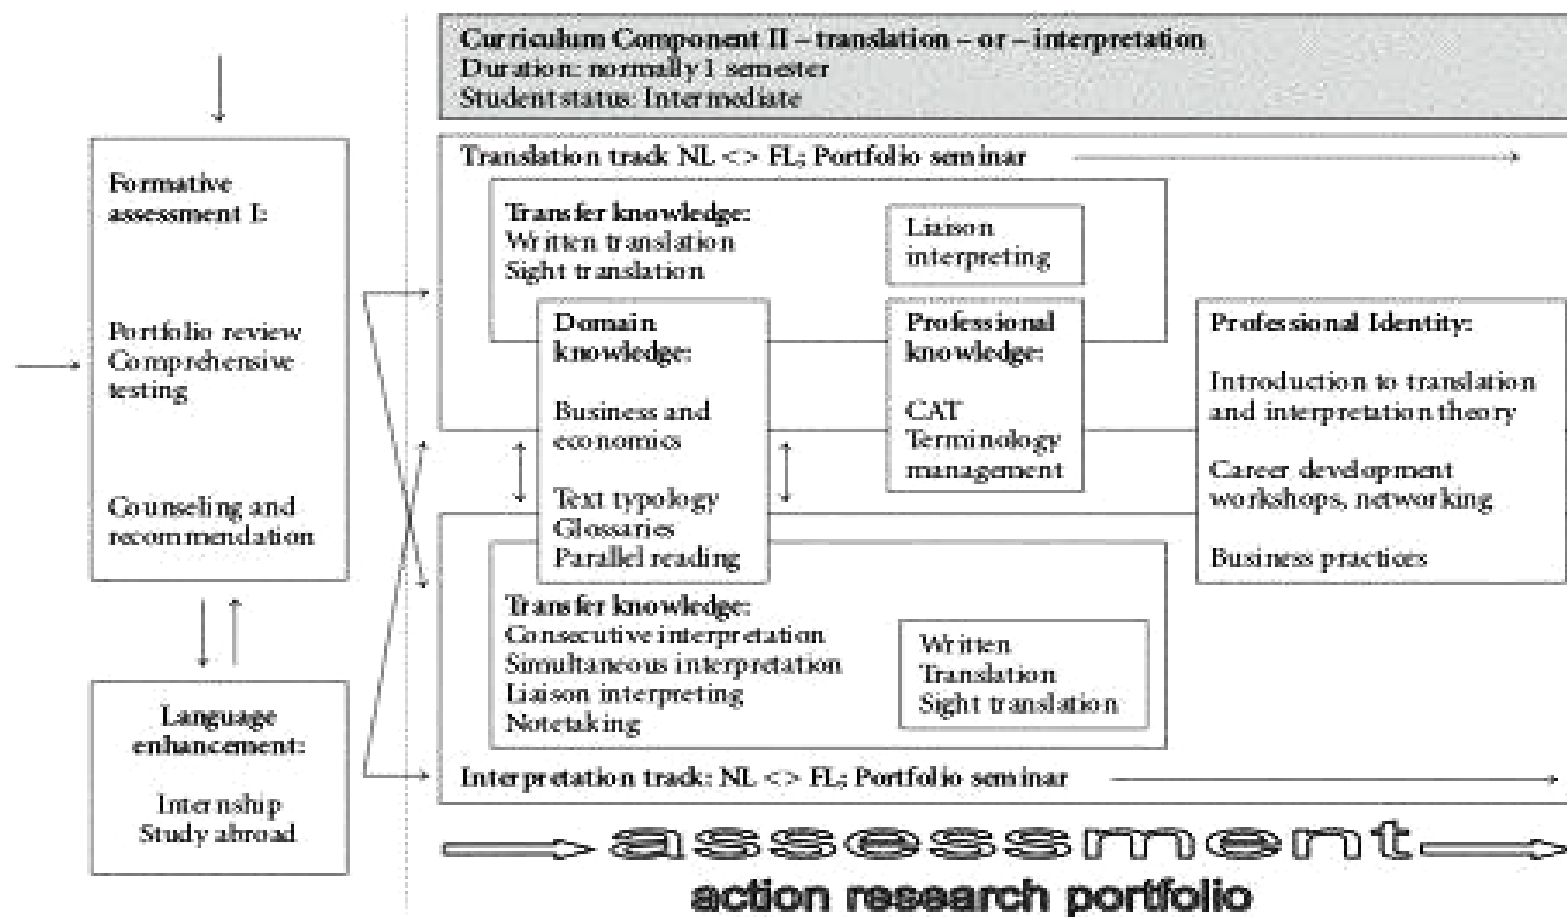 Curriculum Component II – translation – or – interpretation
Duration: normally 1 semester
Student status: Intermediate
Formative
assessment I:
Portfolio review
Comprehensive
testing
Counseling and
recommendation
Language
enhancement:
Internship
Study abroad
Translation track NL <> FL; Portfolio seminar
Transfer knowledge:
Written translation
Sight translation
Liaison
interpreting
Domain
knowledge:
Business and
economics
Text typology
Glossaries
Parallel reading
Professional
knowledge:
CAT
Terminology
management
Professional Identity:
Introduction to translation
and interpretation theory
Career development
workshops, networking
Business practices
Transfer knowledge:
Consecutive interpretation
Simultaneous interpretation
Liaison interpreting
Notetaking
Written
Translation
Sight translation
Interpretation track: NL <> FL; Portfolio seminar
assessment
action research portfolio